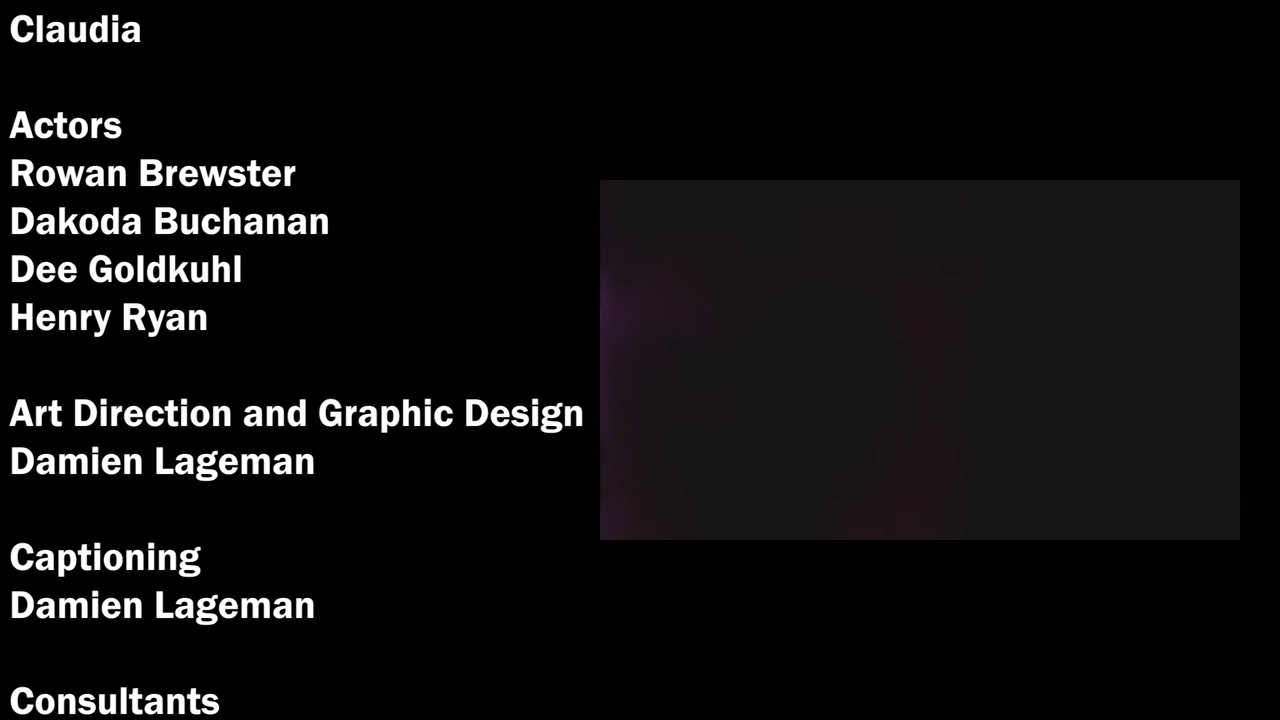 Claudia
Actors
Rowan Brewster
Dakoda Buchanan
Dee Goldkuhl
Henry Ryan
Art Direction and Graphic Design
Damien Lageman
Captioning
Damien Lageman
Consultants